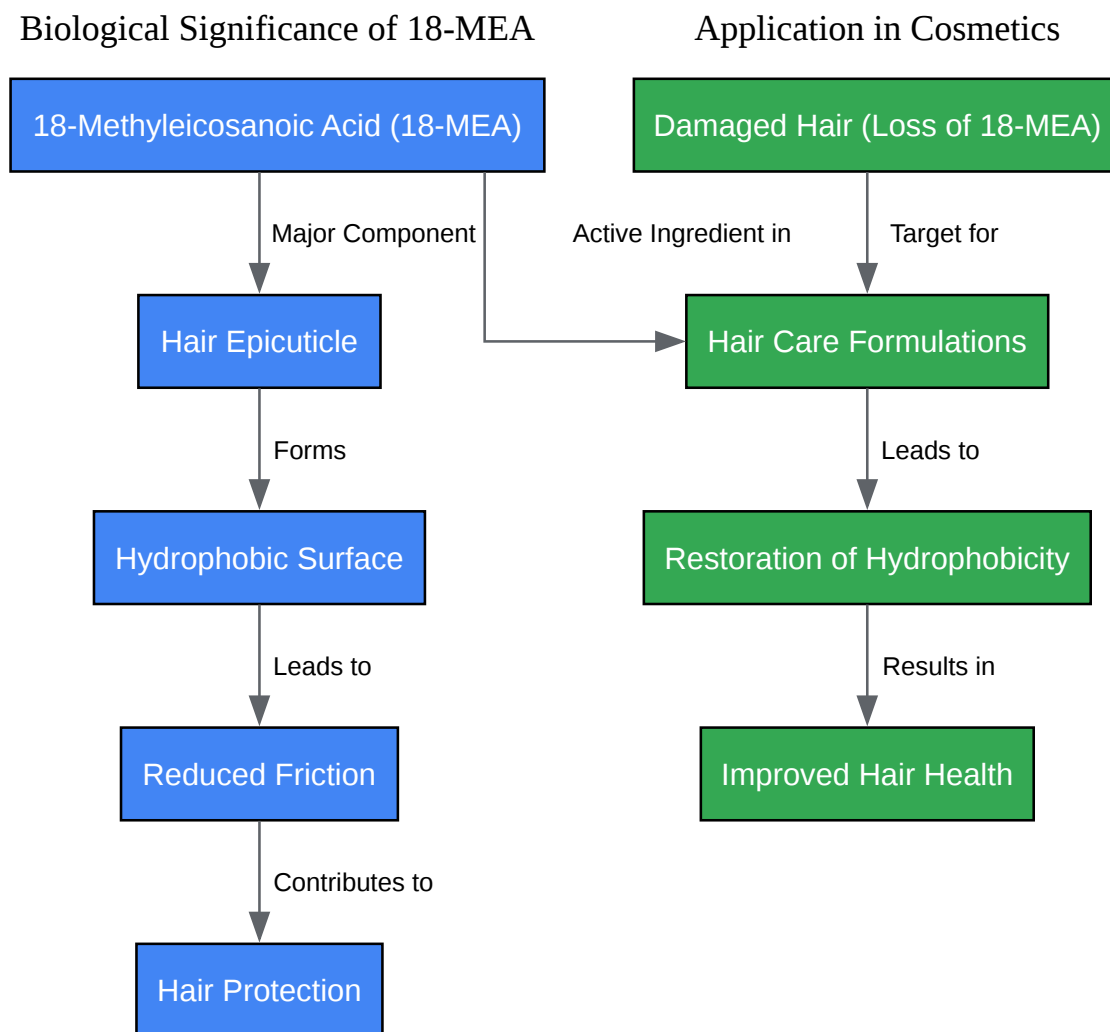 Biological Significance of 18-MEA
Application in Cosmetics
18-Methyleicosanoic Acid (18-MEA)
Damaged Hair (Loss of 18-MEA)
Major Component
Active Ingredient in
Target for
Hair Epicuticle
Hair Care Formulations
Forms
Leads to
Hydrophobic Surface
Restoration of Hydrophobicity
Leads to
Results in
Reduced Friction
Improved Hair Health
Contributes to
Hair Protection